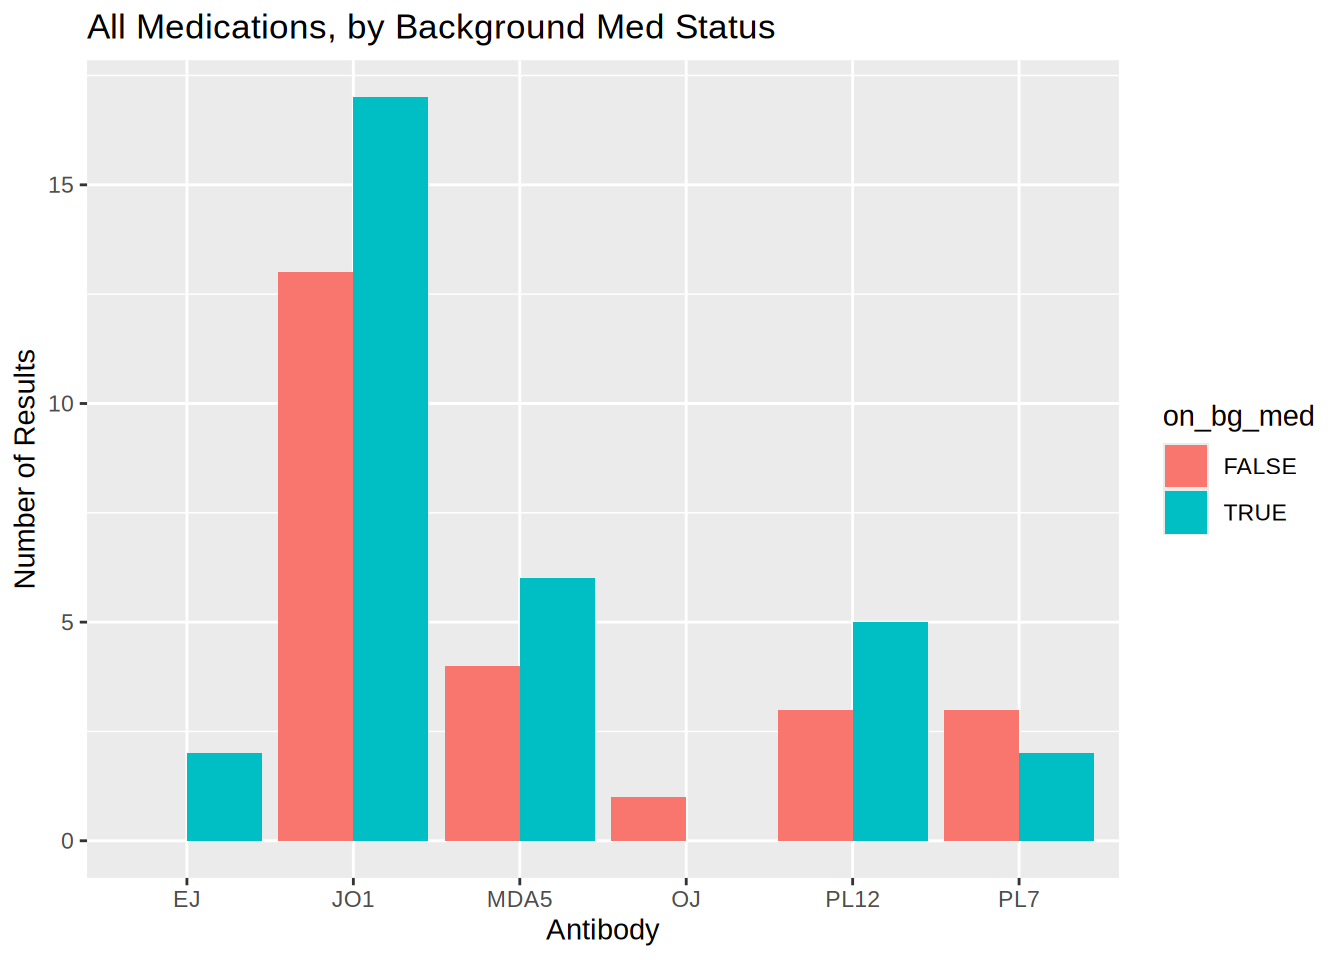 All Medications, by Background Med Status
Number of Results
15
10
5
0
EJ JO1 MDA5 OJ PL12 PL7
Antibody
on_bg_med
FALSE
TRUE